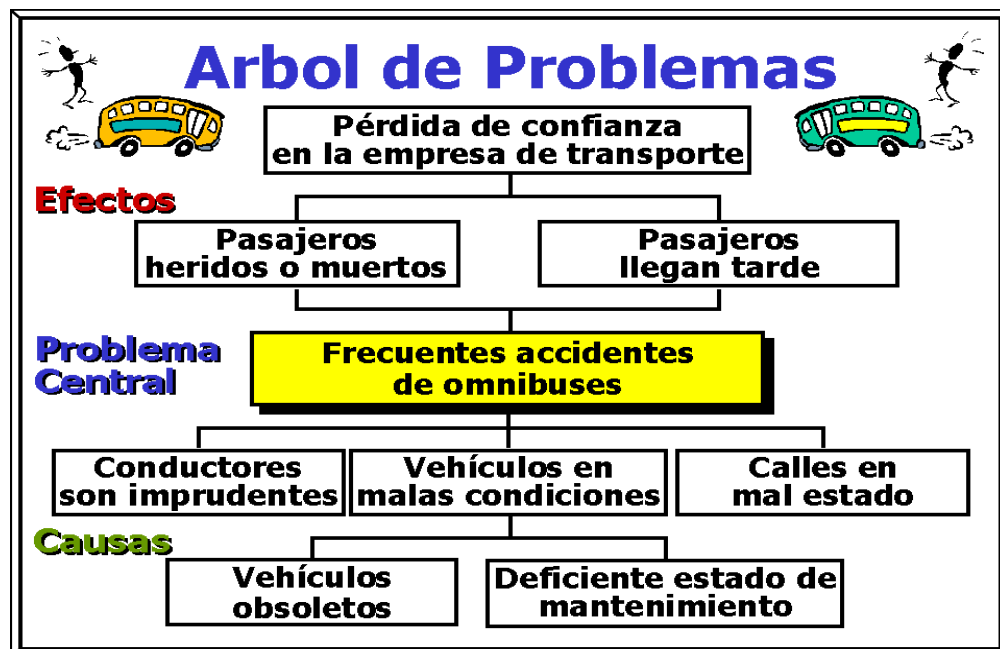 Arbol de Problemas
Pérdida de confianza
en la empresa de transporte
Efectos
Pasajeros
heridos o muertos
Pasajeros
llegan tarde
Problema
Central
Frecuentes accidentes
de omnibuses
Conductores
son imprudentes
Vehículos en
malas condiciones
Calles en
mal estado
Causas
Vehículos
obsoletos
Deficiente estado de
mantenimiento